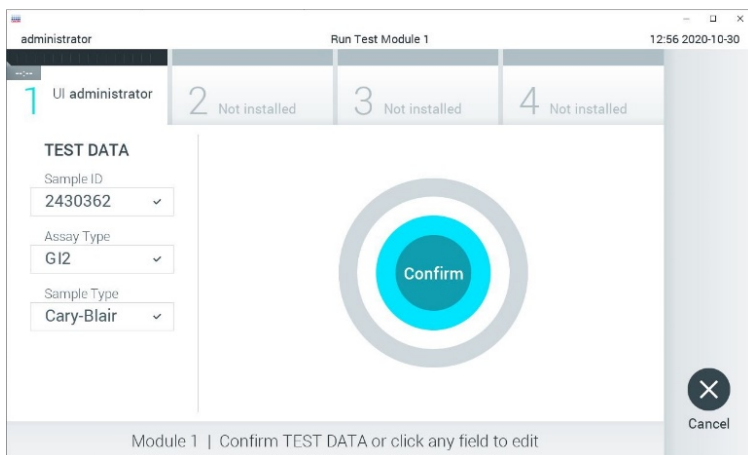 administrator
Run Test Module 1
12:56 2020-10-30
--:--
1 UI administrator
2 Not installed
3 Not installed
4 Not installed
TEST DATA
Sample ID
2430362
Assay Type
GI2
Sample Type
Cary-Blair
Confirm
Cancel
Module 1 | Confirm TEST DATA or click any field to edit